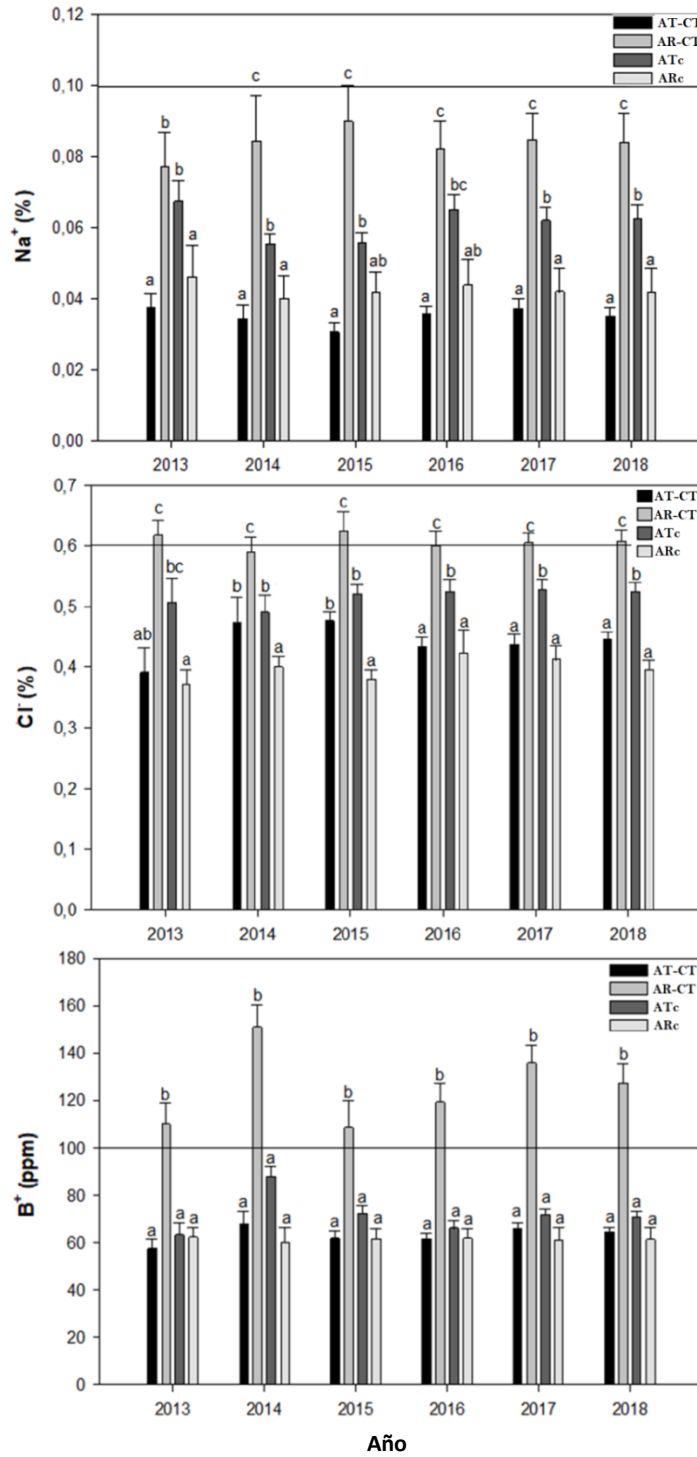 0,12
0,10
0,08
0,06
0,04
0,02
0,00
Na+ (%)
AT-CT
AR-CT
ATc
ARc
a b b a
a c b a
a c b ab
a c bc ab
a c b a
a c b a
2013 2014 2015 2016 2017 2018
0,7
0,6
0,5
0,4
0,3
0,2
0,1
0,0
Cl- (%)
AT-CT
AR-CT
ATc
ARc
ab c bc a
b c b a
b c b a
a c b a
a c b a
a c b a
2013 2014 2015 2016 2017 2018
180
160
140
120
100
80
60
40
20
0
B+ (ppm)
AT-CT
AR-CT
ATc
ARc
a b a a
a b a a
a b a a
a b a a
a b a a
a b a a
2013 2014 2015 2016 2017 2018
Año